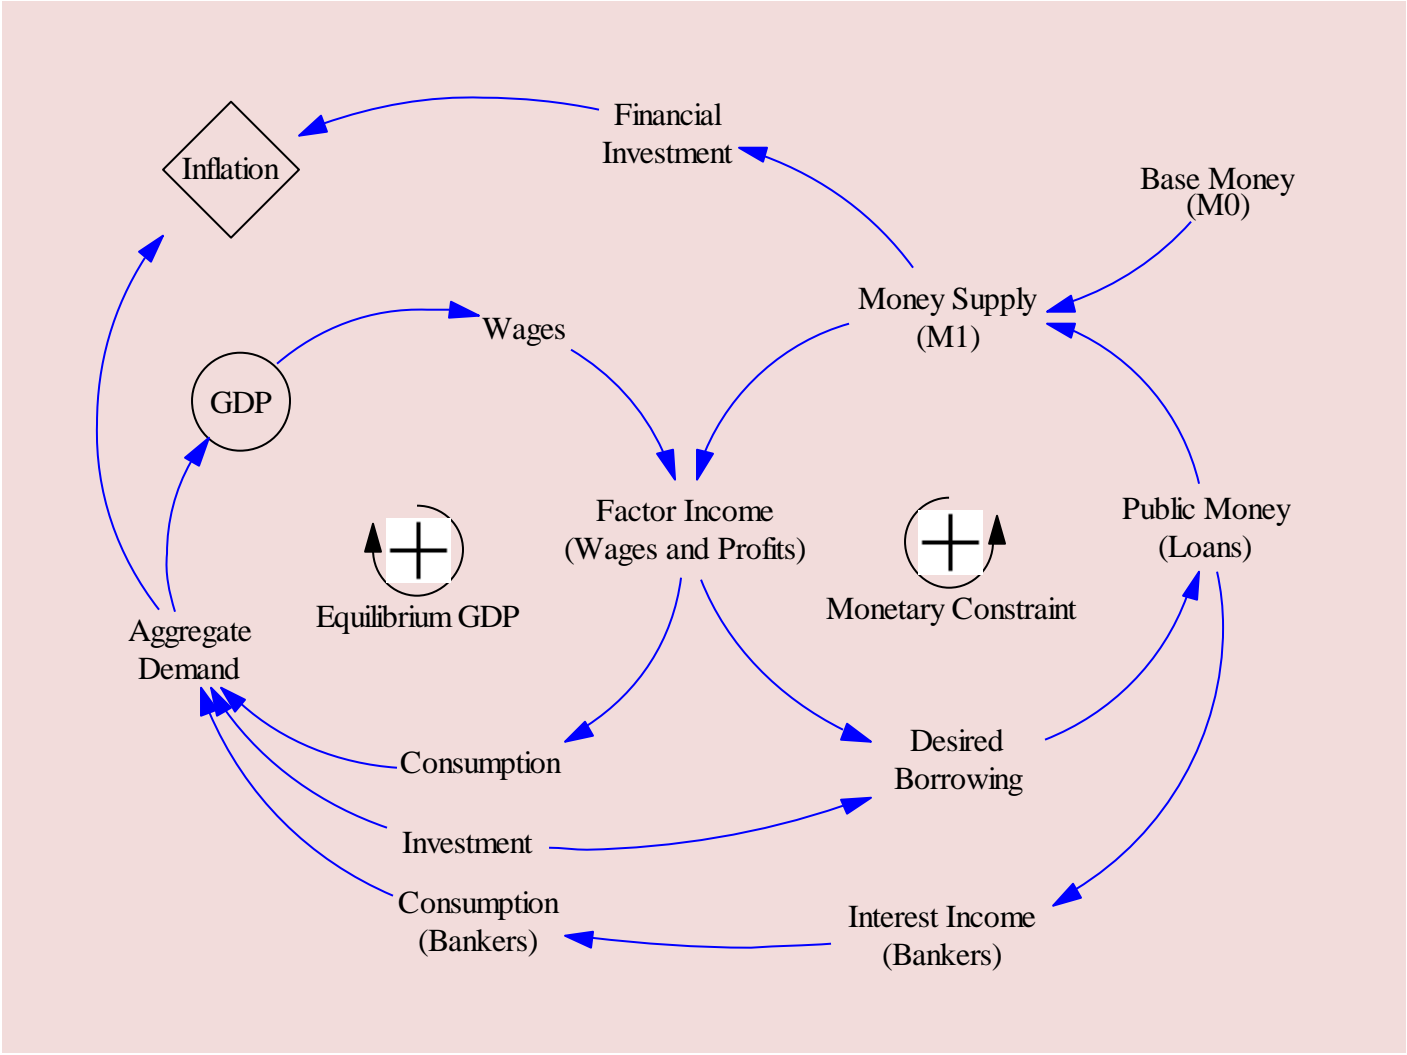 Financial
Investment
Inflation
Base Money
(M0)
Money Supply
(M1)
Wages
GDP
Factor Income
(Wages and Profits)
Public Money
(Loans)
Equilibrium GDP
Monetary Constraint
Aggregate
Demand
Consumption
Desired
Borrowing
Investment
Consumption
(Bankers)
Interest Income
(Bankers)